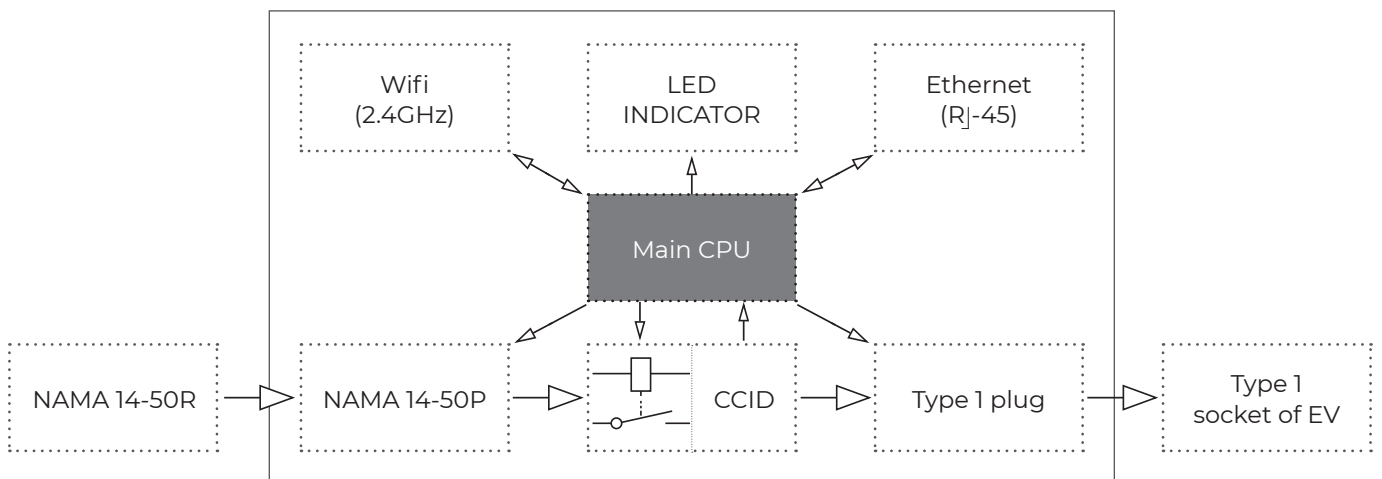 Wifi
(2.4GHz)
LED
INDICATOR
Ethernet
(RJ-45)
Main CPU
NAMA 14-50R
NAMA 14-50P
CCID
Type 1 plug
Type 1
socket of EV